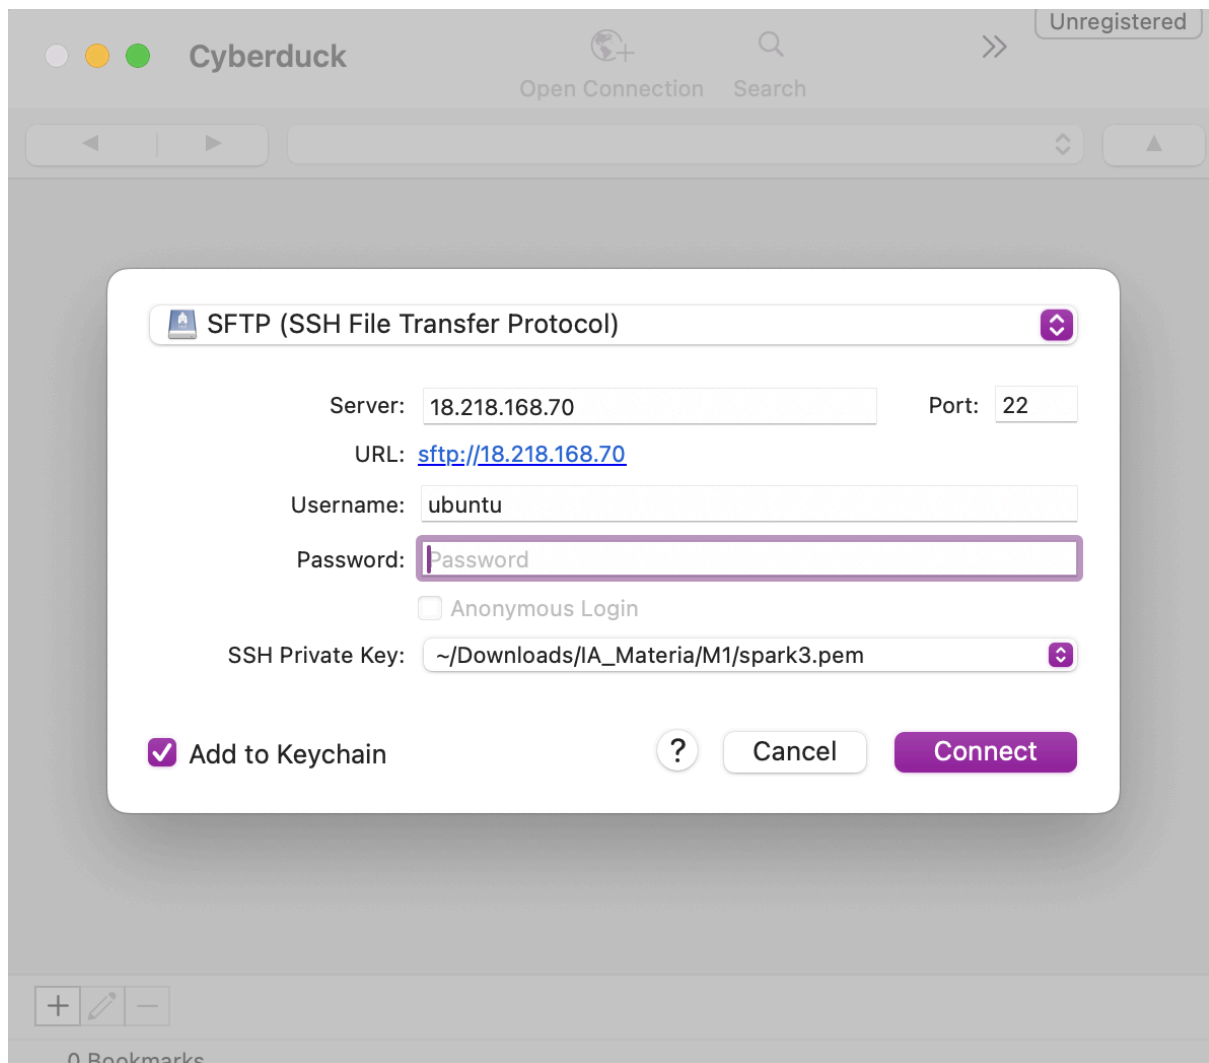 Unregistered
Cyberduck
Open Connection
Search
SFTP (SSH File Transfer Protocol)
Server: 18.218.168.70 Port: 22
URL: sftp://18.218.168.70
Username: ubuntu
Password: Password
Anonymous Login
SSH Private Key: ~/Downloads/IA_Materia/M1/spark3.pem
Add to Keychain
? Cancel Connect
0 Bookmarks